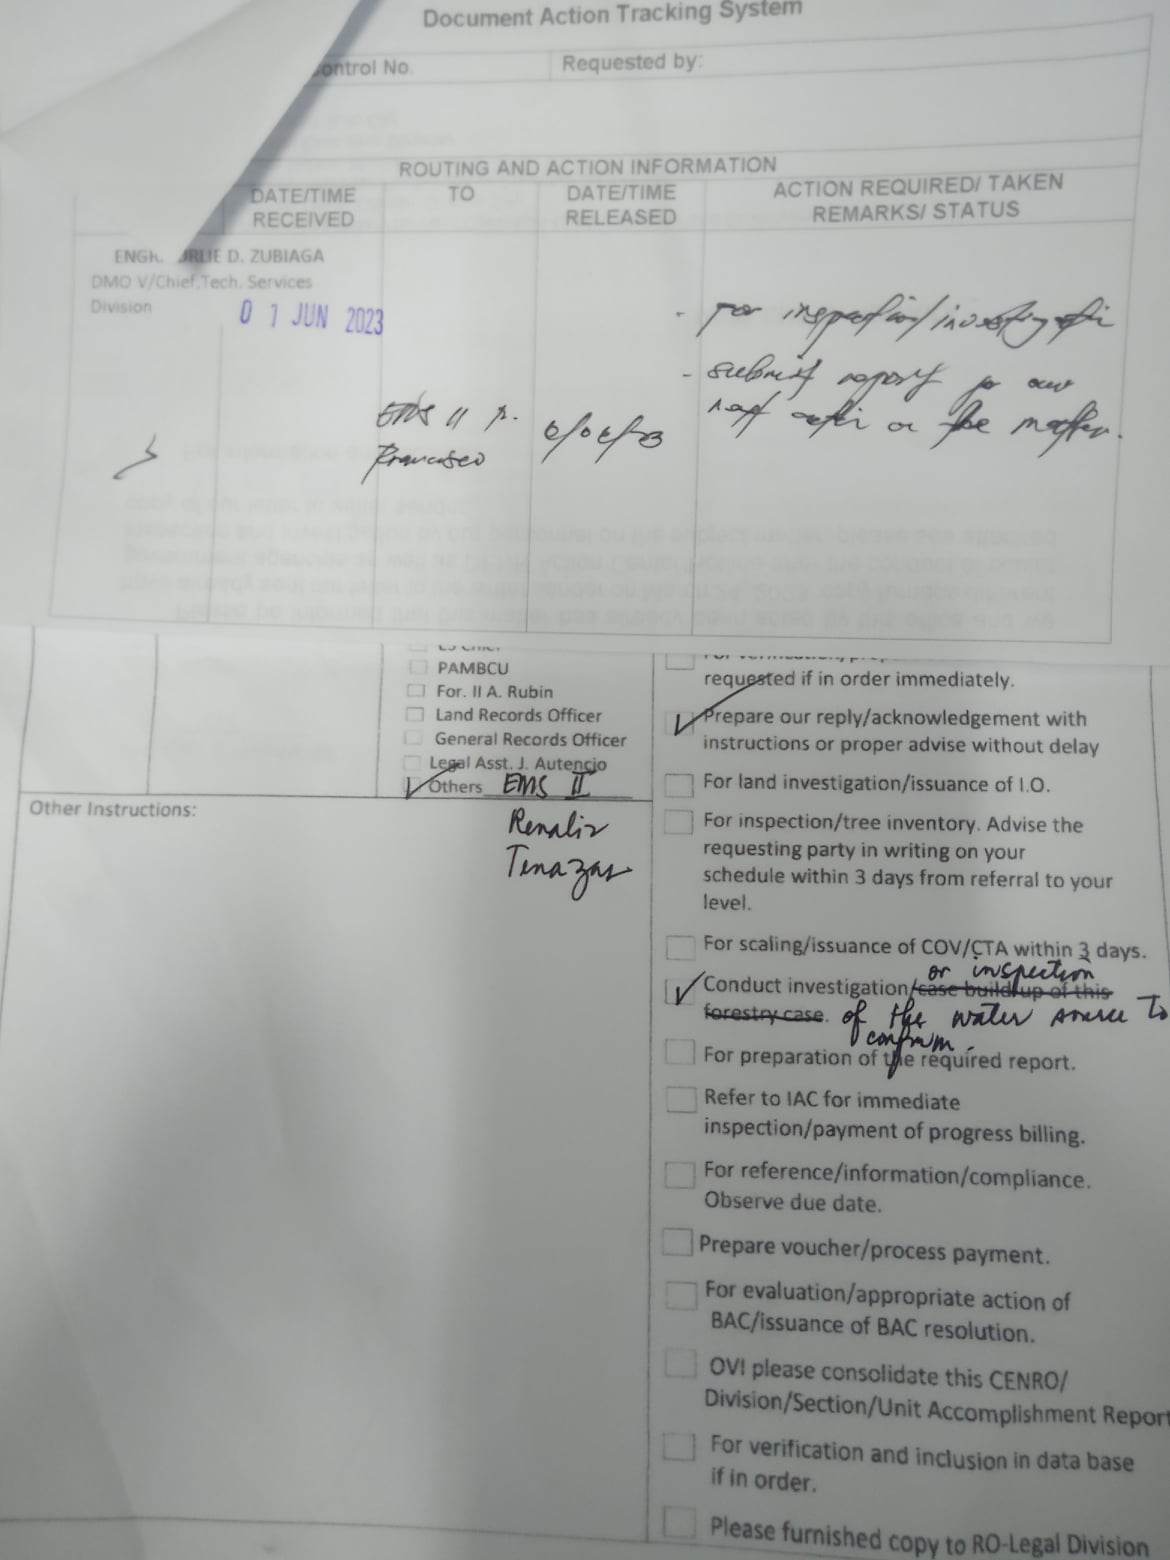 Document Action Tracking System
ontrol No.
Requested by:
ROUTING AND ACTION INFORMATION
DATE/TIME RECEIVED
TO
DATE/TIME RELEASED
ACTION REQUIRED/ TAKEN REMARKS/ STATUS
ENGR. RLIE D. ZUBIAGA
DMO V/Chief,Tech. Services
Division
0 1 JUN 2023
- For inspection/investigation
- submit report for our
next action on the matter.
EMS II
Francisco
PAMBCU
For. II A. Rubin
Land Records Officer
General Records Officer
Legal Asst. J. Autencio
Others EMS II
Renaliz
Tenazas
Other Instructions:
requested if in order immediately.
Prepare our reply/acknowledgement with
instructions or proper advise without delay
For land investigation/issuance of I.O.
For inspection/tree inventory. Advise the
requesting party in writing on your
schedule within 3 days from referral to your
level.
For scaling/issuance of COV/CTA within 3 days.
or inspection
Conduct investigation/case build up of this
forestry case. of the water source to
confirm.
For preparation of the required report.
Refer to IAC for immediate
inspection/payment of progress billing.
For reference/information/compliance.
Observe due date.
Prepare voucher/process payment.
For evaluation/appropriate action of
BAC/issuance of BAC resolution.
OVI please consolidate this CENRO/
Division/Section/Unit Accomplishment Report
For verification and inclusion in data base
if in order.
Please furnished copy to RO-Legal Division